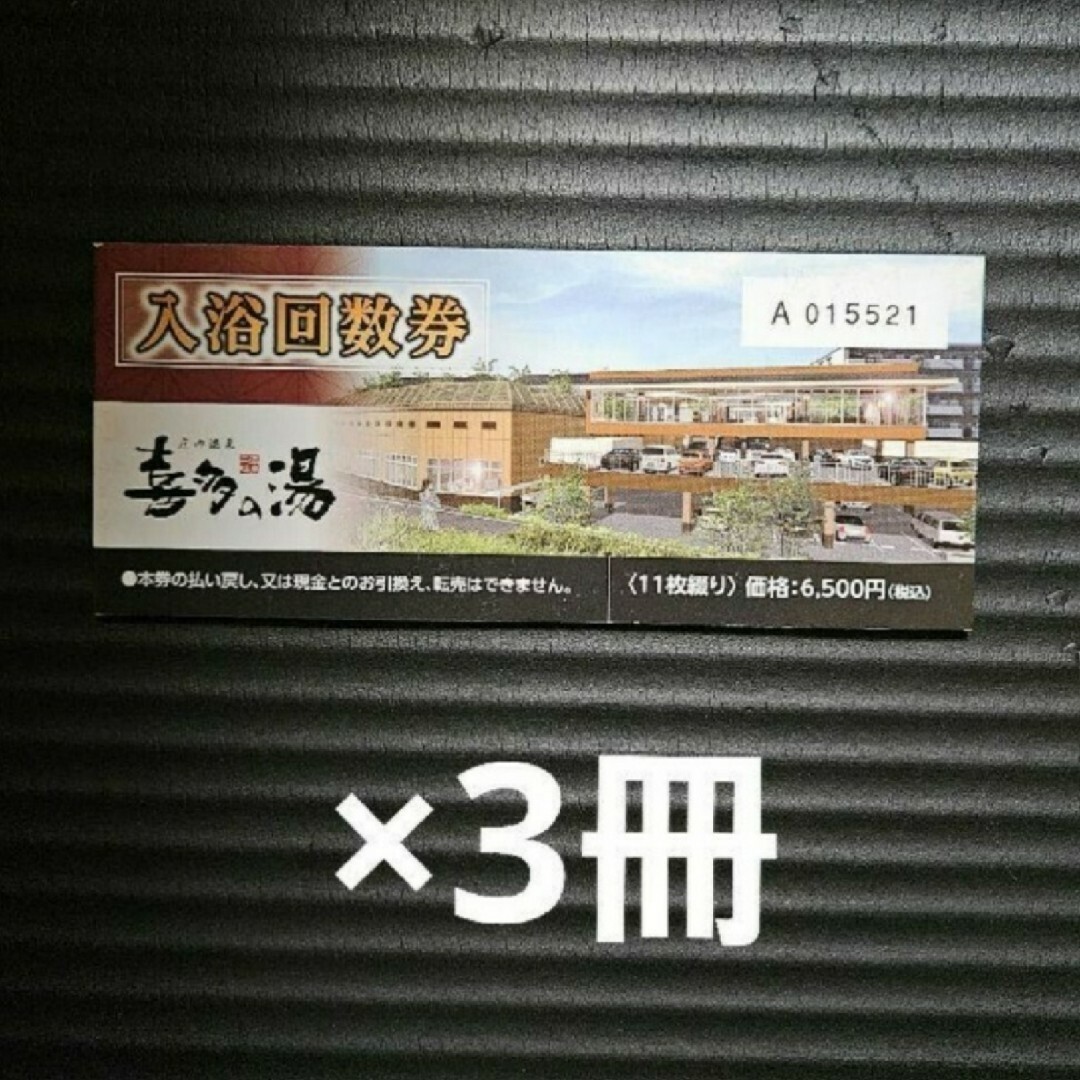 入浴回数券
A 015521
喜多の湯
●本券の払い戻し、又は現金とのお引換え、転売はできません。
〈11枚綴り〉価格:6,500円(税込)
×3冊